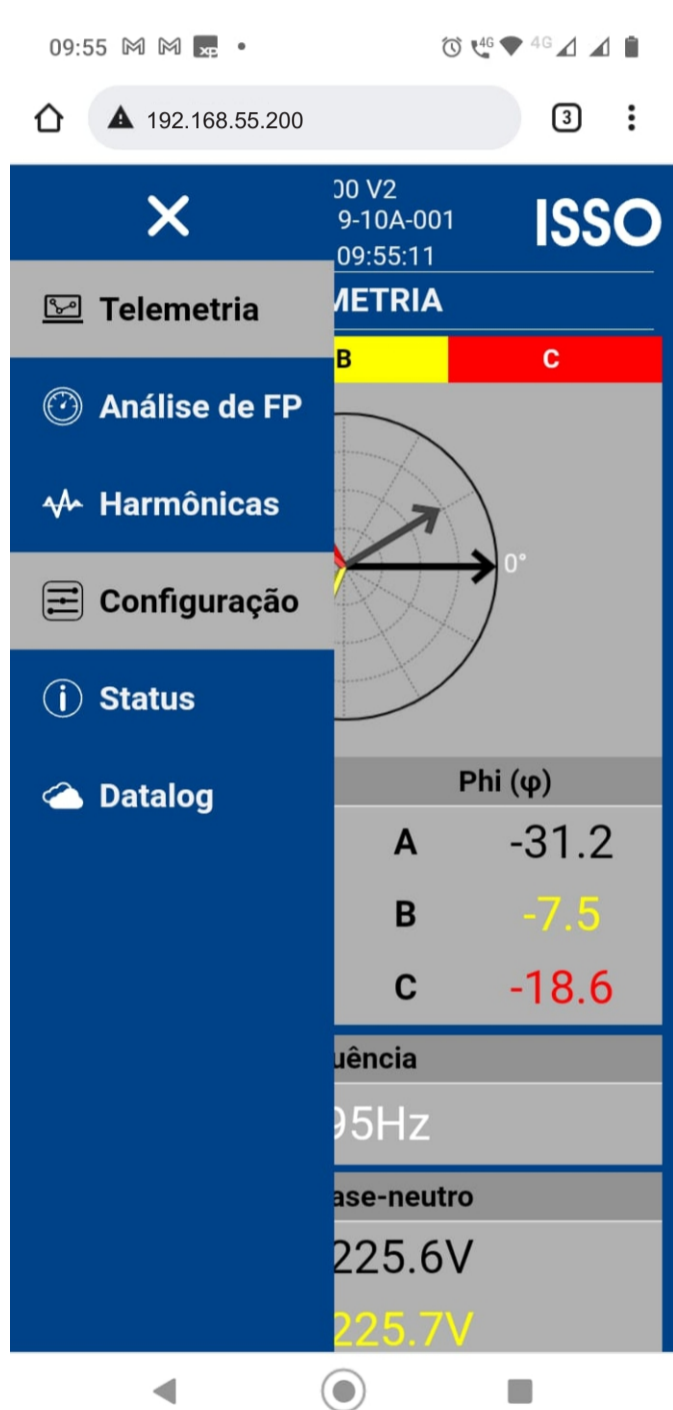 09:55
4G 4G
192.168.55.200
3
00 V2
9-10A-001
ISSO
09:55:11
Telemetria
METRIA
B C
Análise de FP
Harmônicas
0°
Configuração
Status
Phi (φ)
Datalog
A -31.2
B -7.5
C -18.6
uência
95Hz
ase-neutro
225.6V
225.7V